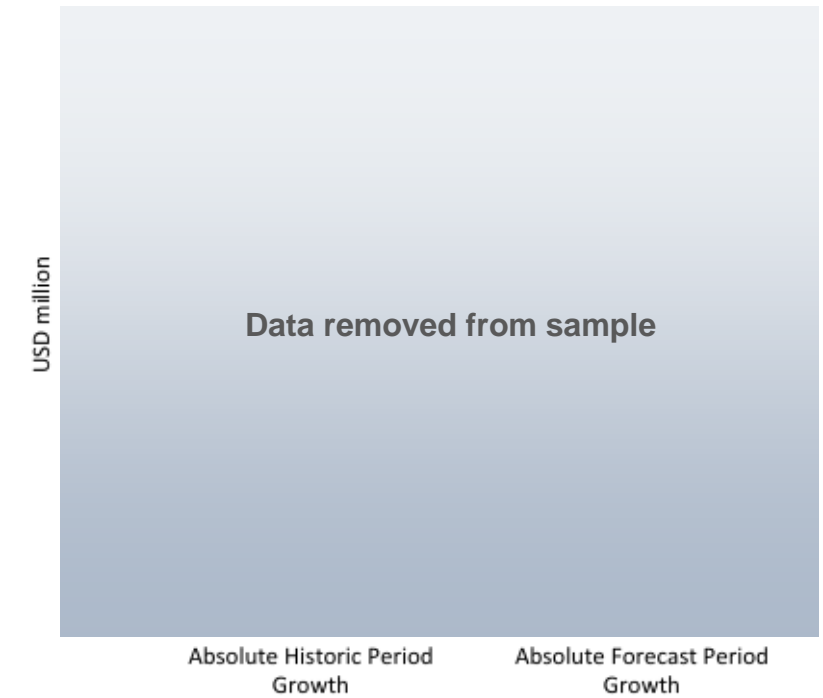 USD million
Data removed from sample
Absolute Historic Period
Growth
Absolute Forecast Period
Growth